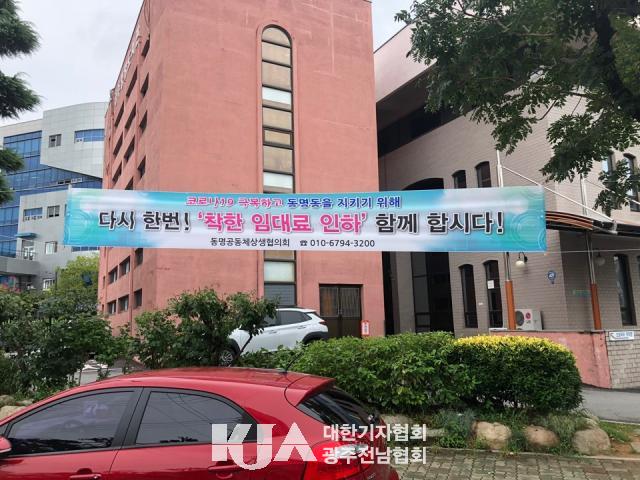 코로나19 극복하고 동명동을 지키기 위해
다시 한번! '착한 임대료 인하' 함께 합시다!
동명공동체상생협의회 ☎ 010-6794-3200
KJA 대한기자협회
광주전남협회